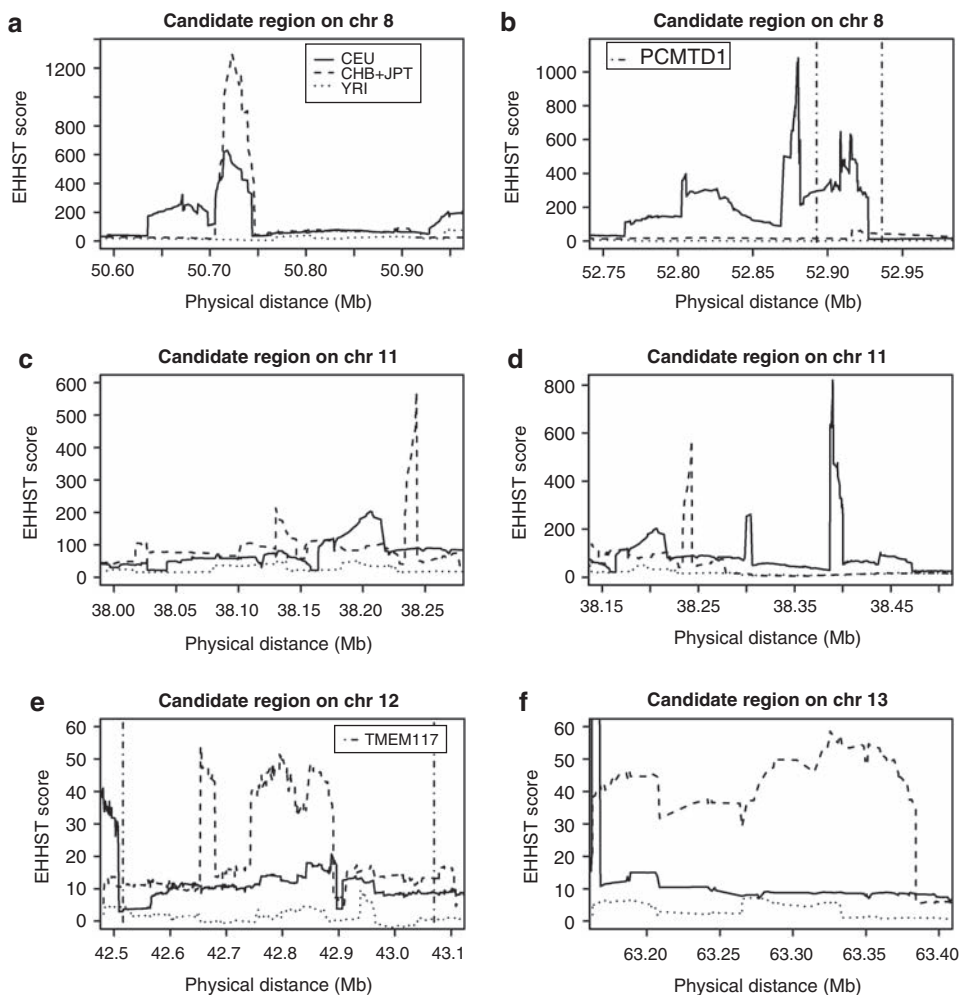 a
Candidate region on chr 8
EHHST score
1200
1000
800
600
400
200
0
CEU
CHB+JPT
YRI
50.60
50.70
50.80
50.90
Physical distance (Mb)
b
Candidate region on chr 8
EHHST score
1000
800
600
400
200
0
PCMTD1
52.75
52.80
52.85
52.90
52.95
Physical distance (Mb)
c
Candidate region on chr 11
EHHST score
600
500
400
300
200
100
0
38.00
38.05
38.10
38.15
38.20
38.25
Physical distance (Mb)
d
Candidate region on chr 11
EHHST score
800
600
400
200
0
38.15
38.25
38.35
38.45
Physical distance (Mb)
e
Candidate region on chr 12
EHHST score
60
50
40
30
20
10
0
TMEM117
42.5
42.6
42.7
42.8
42.9
43.0
43.1
Physical distance (Mb)
f
Candidate region on chr 13
EHHST score
60
50
40
30
20
10
0
63.20
63.25
63.30
63.35
63.40
Physical distance (Mb)